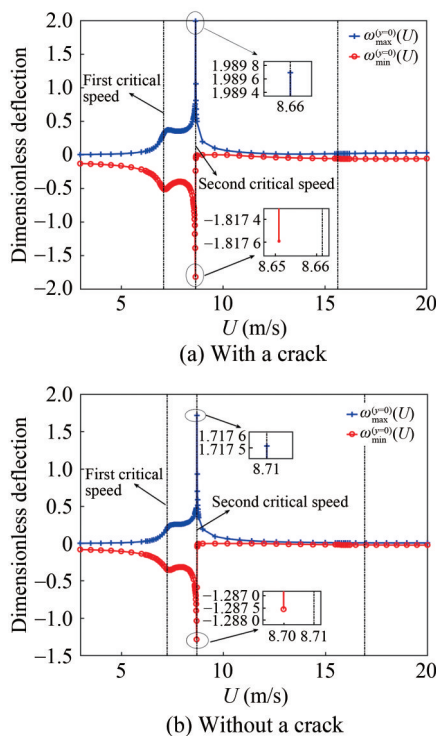 2.0
1.5
1.0
0.5
0
−0.5
−1.0
−1.5
−2.0
Dimensionless deflection
ω_max^(y=0)(U)
ω_min^(y=0)(U)
1.989 8
1.989 6
1.989 4
8.66
First critical
speed
Second critical speed
−1.817 4
−1.817 6
8.65 8.66
5 10 15 20
U (m/s)
(a) With a crack
2.0
1.5
1.0
0.5
0
−0.5
−1.0
−1.5
Dimensionless deflection
ω_max^(y=0)(U)
ω_min^(y=0)(U)
1.717 6
1.717 5
8.71
First critical
speed
Second critical speed
−1.287 0
−1.287 5
−1.288 0
8.70 8.71
5 10 15 20
U (m/s)
(b) Without a crack